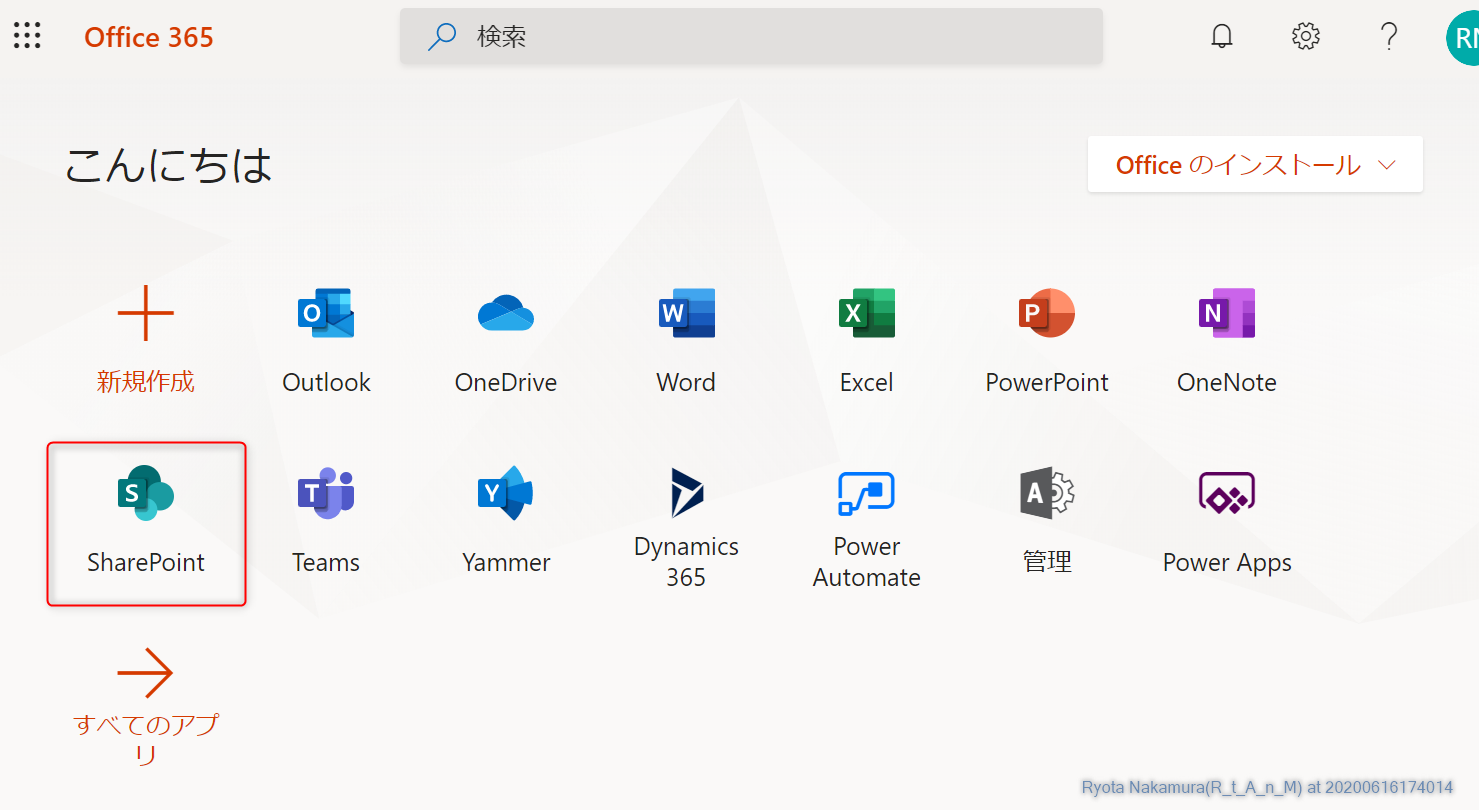 Office 365
検索
RN
こんにちは
Office のインストール
新規作成
Outlook
OneDrive
Word
Excel
PowerPoint
OneNote
SharePoint
Teams
Yammer
Dynamics
365
Power
Automate
管理
Power Apps
すべてのアプ
リ
Ryota Nakamura(R_t_A_n_M) at 20200616174014